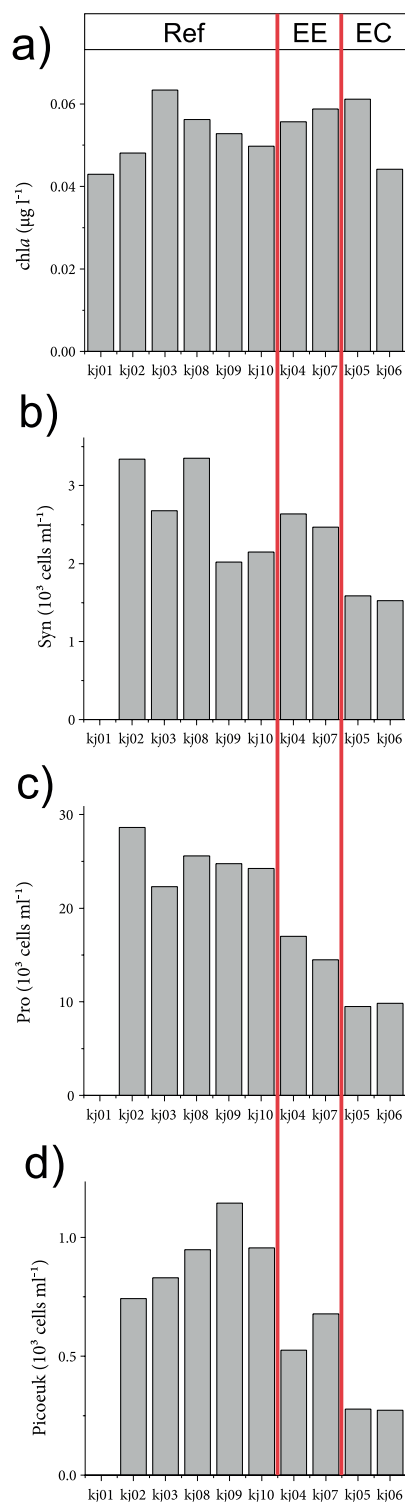 Ref EE EC
a)
0.06
0.04
0.02
0.00
chla (µg l⁻¹)
kj01 kj02 kj03 kj08 kj09 kj10 kj04 kj07 kj05 kj06
b)
3
2
1
0
Syn (10³ cells ml⁻¹)
kj01 kj02 kj03 kj08 kj09 kj10 kj04 kj07 kj05 kj06
c)
30
20
10
0
Pro (10³ cells ml⁻¹)
kj01 kj02 kj03 kj08 kj09 kj10 kj04 kj07 kj05 kj06
d)
1.0
0.5
0.0
Picoeuk (10³ cells ml⁻¹)
kj01 kj02 kj03 kj08 kj09 kj10 kj04 kj07 kj05 kj06